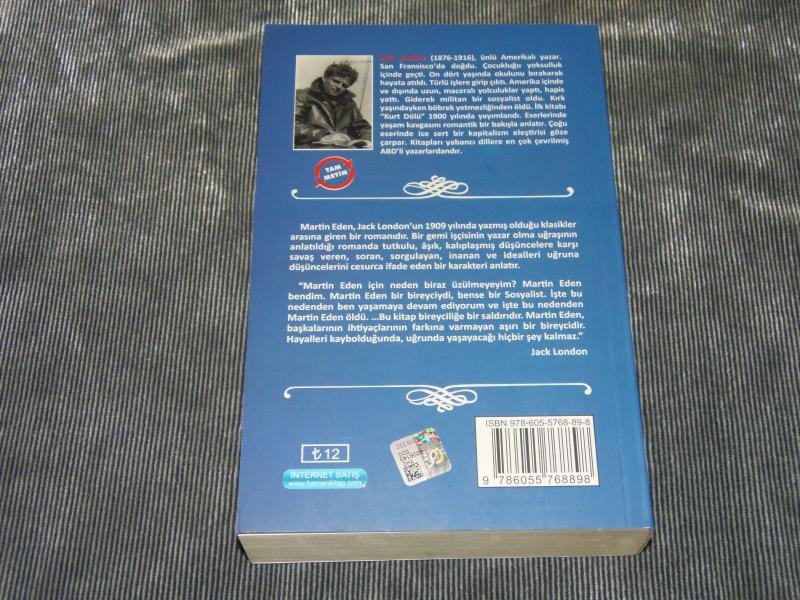 Jack London (1876-1916), ünlü Amerikalı yazar.
San Fransisco'da doğdu. Çocukluğu yoksulluk
içinde geçti. On dört yaşında okulunu bırakarak
hayata atıldı. Türlü işlere girip çıktı. Amerika içinde
ve dışında uzun, maceralı yolculuklar yaptı, hapis
yattı. Giderek militan bir sosyalist oldu. Kırk
yaşındayken böbrek yetmezliğinden öldü. İlk kitabı
"Kurt Dölü" 1900 yılında yayımlandı. Eserlerinde
yaşam kavgasını romantik bir bakışla anlatır. Çoğu
eserinde ise sert bir kapitalizm eleştirisi göze
çarpar. Kitapları yabancı dillere en çok çevrilmiş
ABD'li yazarlardandır.
TAM
METİN
Martin Eden, Jack London'un 1909 yılında yazmış olduğu klasikler
arasına giren bir romanıdır. Bir gemi işçisinin yazar olma uğraşının
anlatıldığı romanda tutkulu, âşık, kalıplaşmış düşüncelere karşı
savaş veren, soran, sorgulayan, inanan ve idealleri uğruna
düşüncelerini cesurca ifade eden bir karakteri anlatır.
"Martin Eden için neden biraz üzülmeyeyim? Martin Eden
bendim. Martin Eden bir bireyciydi, bense bir Sosyalist. İşte bu
nedenden ben yaşamaya devam ediyorum ve işte bu nedenden
Martin Eden öldü. ...Bu kitap bireyciliğe bir saldırıdır. Martin Eden,
başkalarının ihtiyaçlarının farkına varmayan aşırı bir bireycidir.
Hayalleri kaybolduğunda, uğrunda yaşayacağı hiçbir şey kalmaz."
Jack London
₺ 12
İNTERNET SATIŞ
www.hemenkitap.com
ISBN 978-605-5768-89-8
9 786055 768898